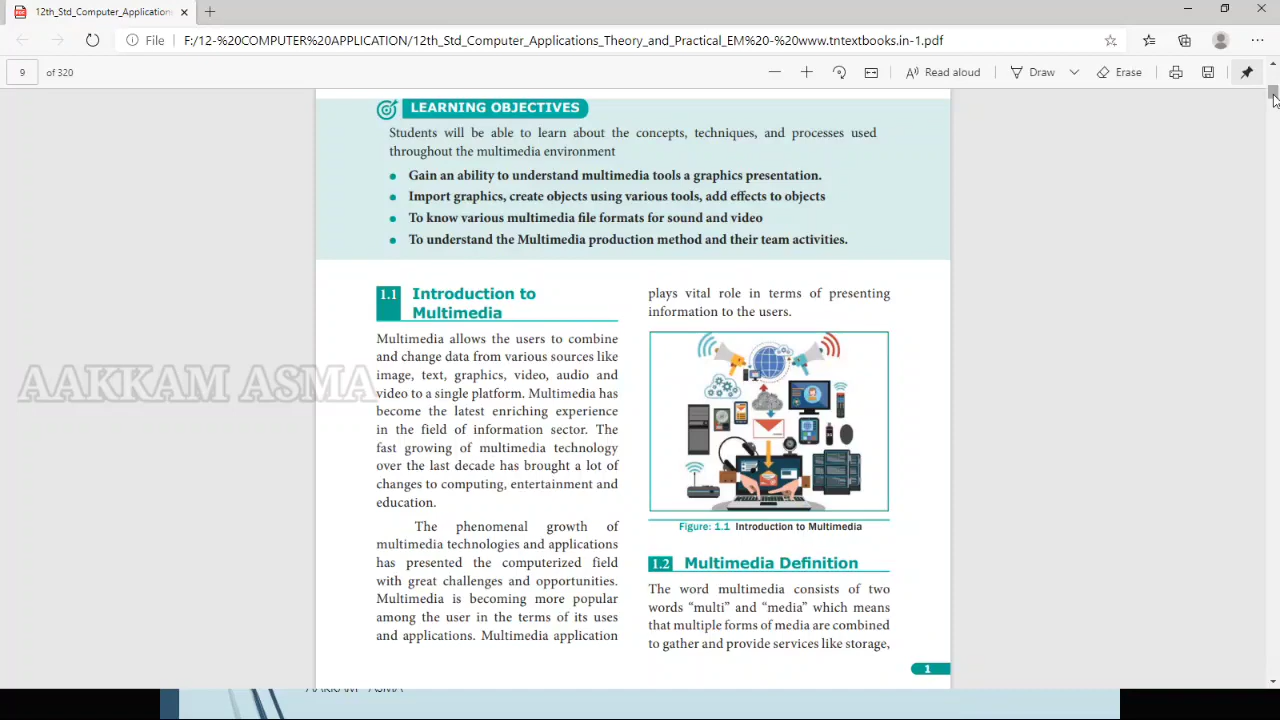 12th_Std_Computer_Application
File
F:/12-%20COMPUTER%20APPLICATION/12th_Std_Computer_Applications_Theory_and_Practical_EM%20-%20www.tntextbooks.in-1.pdf
9 of 320
Read aloud
Draw
Erase
LEARNING OBJECTIVES
Students will be able to learn about the concepts, techniques, and processes used
throughout the multimedia environment
Gain an ability to understand multimedia tools a graphics presentation.
Import graphics, create objects using various tools, add effects to objects
To know various multimedia file formats for sound and video
To understand the Multimedia production method and their team activities.
1.1 Introduction to
Multimedia
Multimedia allows the users to combine
and change data from various sources like
image, text, graphics, video, audio and
video to a single platform. Multimedia has
become the latest enriching experience
in the field of information sector. The
fast growing of multimedia technology
over the last decade has brought a lot of
changes to computing, entertainment and
education.
The phenomenal growth of
multimedia technologies and applications
has presented the computerized field
with great challenges and opportunities.
Multimedia is becoming more popular
among the user in the terms of its uses
and applications. Multimedia application
plays vital role in terms of presenting
information to the users.
Figure: 1.1 Introduction to Multimedia
1.2 Multimedia Definition
The word multimedia consists of two
words “multi” and “media” which means
that multiple forms of media are combined
to gather and provide services like storage,
1
AAKKAM ASMA
AAKKAM ASMA